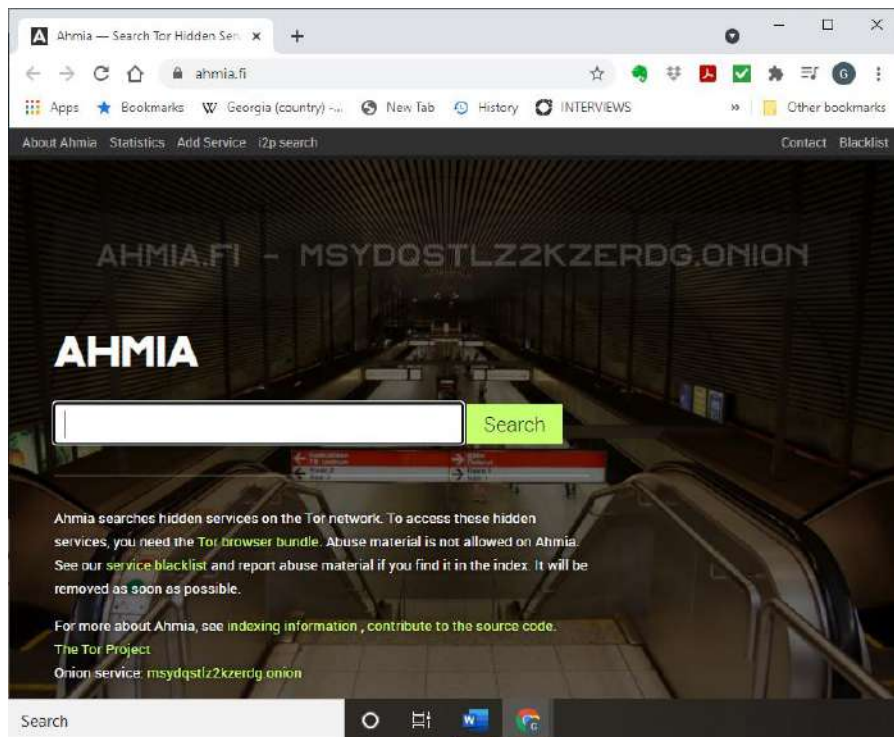 Ahmia — Search Tor Hidden Ser
ahmia.fi
Apps Bookmarks W Georgia (country) -... New Tab History INTERVIEWS » Other bookmarks
About Ahmia Statistics Add Service i2p search Contact Blacklist
AHMIA.FI - MSYDQSTLZ2KZERDG.ONION
AHMIA
Search
Ahmia searches hidden services on the Tor network. To access these hidden
services, you need the Tor browser bundle. Abuse material is not allowed on Ahmia.
See our service blacklist and report abuse material if you find it in the index. It will be
removed as soon as possible.
For more about Ahmia, see indexing information , contribute to the source code.
The Tor Project
Onion service: msydqstlz2kzerdg.onion
Search